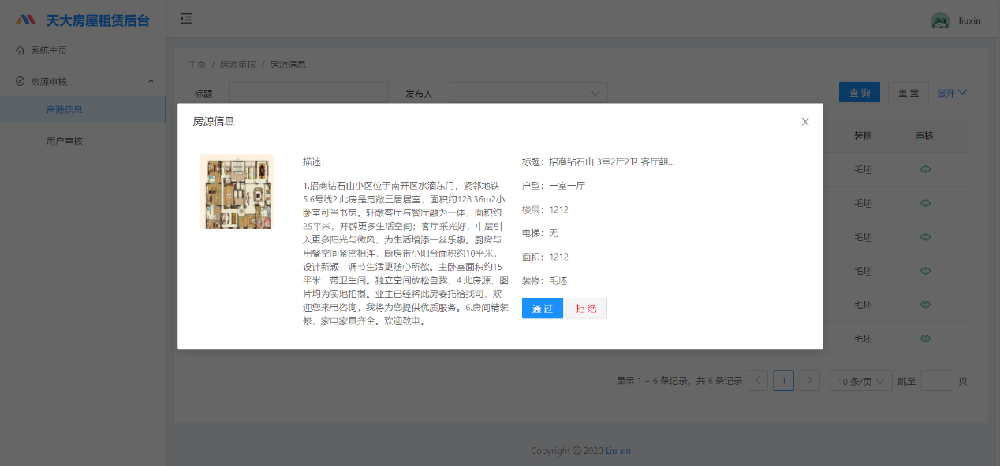 天大房屋租赁后台
liuxin
系统主页
房源审核
房源信息
用户审核
主页 / 房源审核 / 房源信息
标题
发布人
查 询
重 置
展开
装修
审核
毛坯
毛坯
毛坯
毛坯
毛坯
毛坯
房源信息
描述：
1.招商钻石山小区位于南开区水滴东门，紧邻地铁
5.6号线2.此房是宽敞三居居室，面积约128.36m2小
卧室可当书房。轩敞客厅与餐厅融为一体，面积约
25平米，开辟更多生活空间；客厅采光好，中层引
入更多阳光与微风，为生活增添一丝乐趣。厨房与
用餐空间紧密相连，厨房带小阳台面积约10平米，
设计新颖，调节生活更随心所欲。主卧室面积约15
平米，带卫生间。独立空间放松自我；4.此房源，图
片均为实地拍摄。业主已经将此房委托给我司，欢
迎您来电咨询，我将为您提供优质服务。6.房间精装
修，家电家具齐全。欢迎致电。
标题：招商钻石山 3室2厅2卫 客厅朝...
户型：一室一厅
楼层：1212
电梯：无
面积：1212
装修：毛坯
通 过
拒 绝
显示 1 ~ 6 条记录，共 6 条记录
1
10 条/页
跳至
页
Copyright © 2020 Liu xin